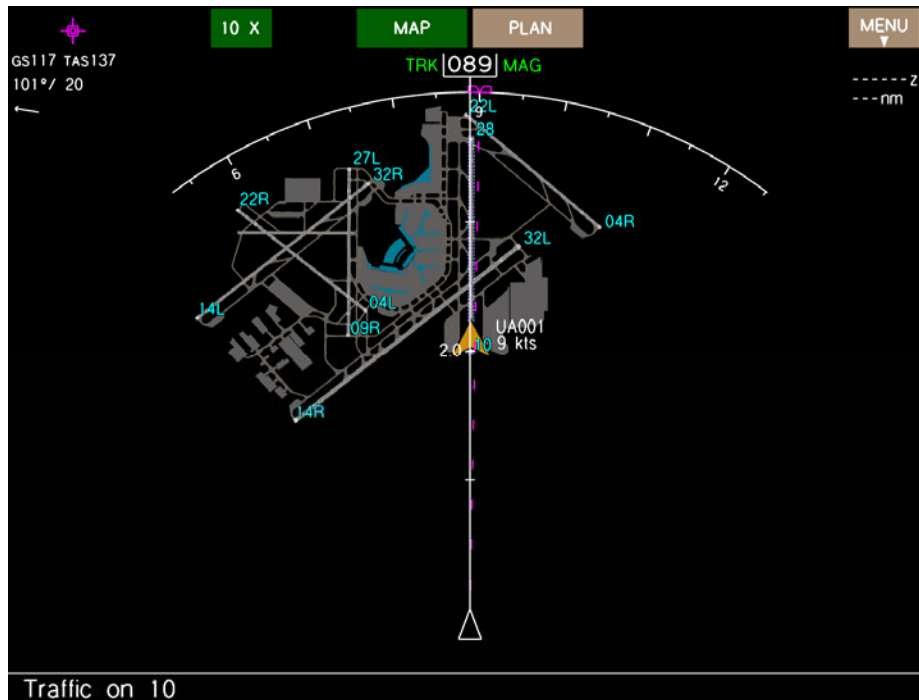 10 X MAP PLAN MENU
GS117 TAS137
TRK 089 MAG
101°/ 20
-----z
---nm
22L
9
28
27L
32R
6
12
22R
04R
32L
14L
04L
09R
UA001
2.0 10 9 kts
14R
Traffic on 10